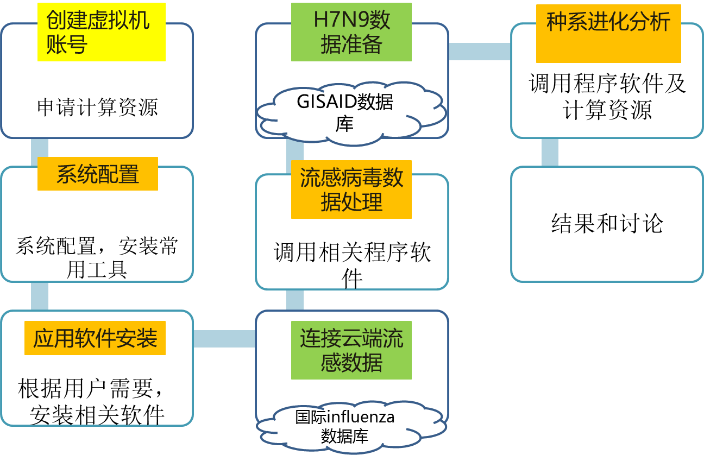 创建虚拟机
账号
申请计算资源
系统配置
系统配置，安装常
用工具
应用软件安装
根据用户需要，
安装相关软件
连接云端流
感数据
国际influenza
数据库
流感病毒数
据处理
调用相关程序软
件
H7N9数
据准备
GISAID数据
库
种系进化分析
调用程序软件及
计算资源
结果和讨论